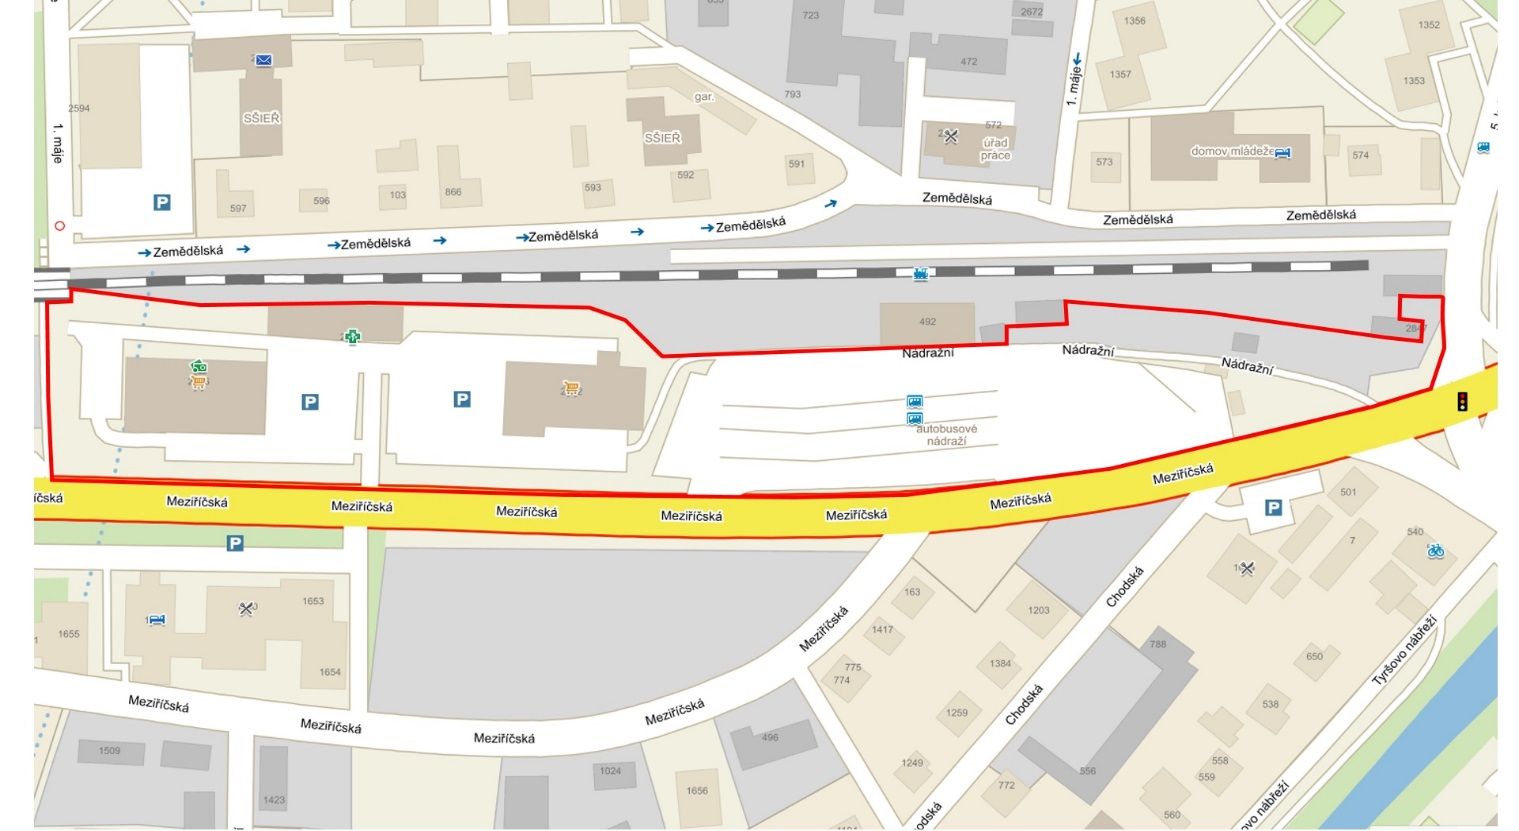 723
2672
1356
1352
472
1. máje
1357
1353
2594
793
gar.
1. máje
SŠIEŘ
SŠIEŘ
572
úřad
práce
domov mládeže
574
573
591
592
593
866
103
596
597
P
Zemědělská
Zemědělská
Zemědělská
Zemědělská
Zemědělská
Zemědělská
Zemědělská
492
Nádražní
Nádražní
Nádražní
P
P
autobusové
nádraží
Meziříčská
Meziříčská
Meziříčská
Meziříčská
Meziříčská
Meziříčská
Meziříčská
P
P
501
7
540
163
1203
Chodská
1417
1653
1655
1654
Meziříčská
775
774
1384
788
650
Tyršovo nábřeží
Meziříčská
Meziříčská
Meziříčská
Meziříčská
1259
Chodská
538
496
1509
1249
558
559
1024
556
772
1656
1423
560